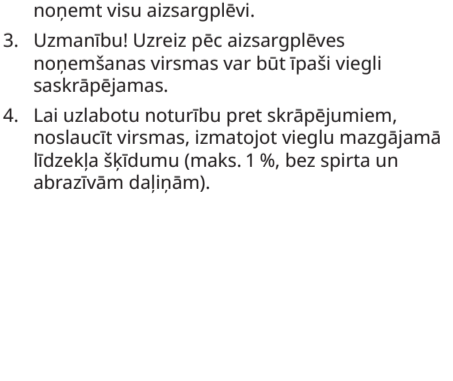 noņemt visu aizsargplēvi.
3. Uzmanību! Uzreiz pēc aizsargplēves
noņemšanas virsmas var būt īpaši viegli
saskrāpējamas.
4. Lai uzlabotu noturību pret skrāpējumiem,
noslaucīt virsmas, izmatojot vieglu mazgājamā
līdzekļa šķīdumu (maks. 1 %, bez spirta un
abrazīvām daļiņām).